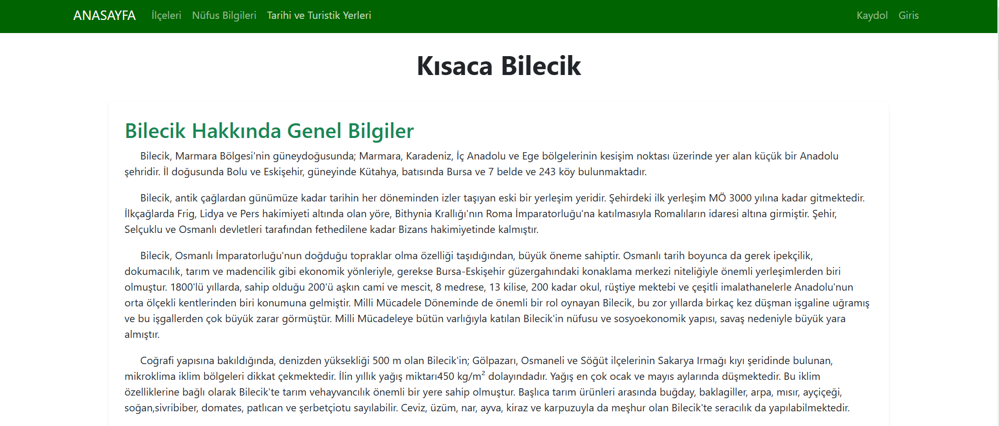 ANASAYFA İlçeleri Nüfus Bilgileri Tarihi ve Turistik Yerleri Kaydol Giris
Kısaca Bilecik
Bilecik Hakkında Genel Bilgiler
Bilecik, Marmara Bölgesi'nin güneydoğusunda; Marmara, Karadeniz, İç Anadolu ve Ege bölgelerinin kesişim noktası üzerinde yer alan küçük bir Anadolu
şehridir. İl doğusunda Bolu ve Eskişehir, güneyinde Kütahya, batısında Bursa ve 7 belde ve 243 köy bulunmaktadır.
Bilecik, antik çağlardan günümüze kadar tarihin her döneminden izler taşıyan eski bir yerleşim yeridir. Şehirdeki ilk yerleşim MÖ 3000 yılına kadar gitmektedir.
İlkçağlarda Frig, Lidya ve Pers hakimiyeti altında olan yöre, Bithynia Krallığı'nın Roma İmparatorluğu'na katılmasıyla Romalıların idaresi altına girmiştir. Şehir,
Selçuklu ve Osmanlı devletleri tarafından fethedilene kadar Bizans hakimiyetinde kalmıştır.
Bilecik, Osmanlı İmparatorluğu'nun doğduğu topraklar olma özelliği taşıdığından, büyük öneme sahiptir. Osmanlı tarih boyunca da gerek ipekçilik,
dokumacılık, tarım ve madencilik gibi ekonomik yönleriyle, gerekse Bursa-Eskişehir güzergahındaki konaklama merkezi niteliğiyle önemli yerleşimlerden biri
olmuştur. 1800'lü yıllarda, sahip olduğu 200'ü aşkın cami ve mescit, 8 medrese, 13 kilise, 200 kadar okul, rüştiye mektebi ve çeşitli imalathanelerle Anadolu'nun
orta ölçekli kentlerinden biri konumuna gelmiştir. Milli Mücadele Döneminde de önemli bir rol oynayan Bilecik, bu zor yıllarda birkaç kez düşman işgaline uğramış
ve bu işgallerden çok büyük zarar görmüştür. Milli Mücadeleye bütün varlığıyla katılan Bilecik'in nüfusu ve sosyoekonomik yapısı, savaş nedeniyle büyük yara
almıştır.
Coğrafi yapısına bakıldığında, denizden yüksekliği 500 m olan Bilecik'in; Gölpazarı, Osmaneli ve Söğüt ilçelerinin Sakarya Irmağı kıyı şeridinde bulunan,
mikroklima iklim bölgeleri dikkat çekmektedir. İlin yıllık yağış miktarı450 kg/m² dolayındadır. Yağış en çok ocak ve mayıs aylarında düşmektedir. Bu iklim
özelliklerine bağlı olarak Bilecik'te tarım vehayvancılık önemli bir yere sahip olmuştur. Başlıca tarım ürünleri arasında buğday, baklagiller, arpa, mısır, ayçiçeği,
soğan,sivribiber, domates, patlıcan ve şerbetçiotu sayılabilir. Ceviz, üzüm, nar, ayva, kiraz ve karpuzuyla da meşhur olan Bilecik'te seracılık da yapılabilmektedir.